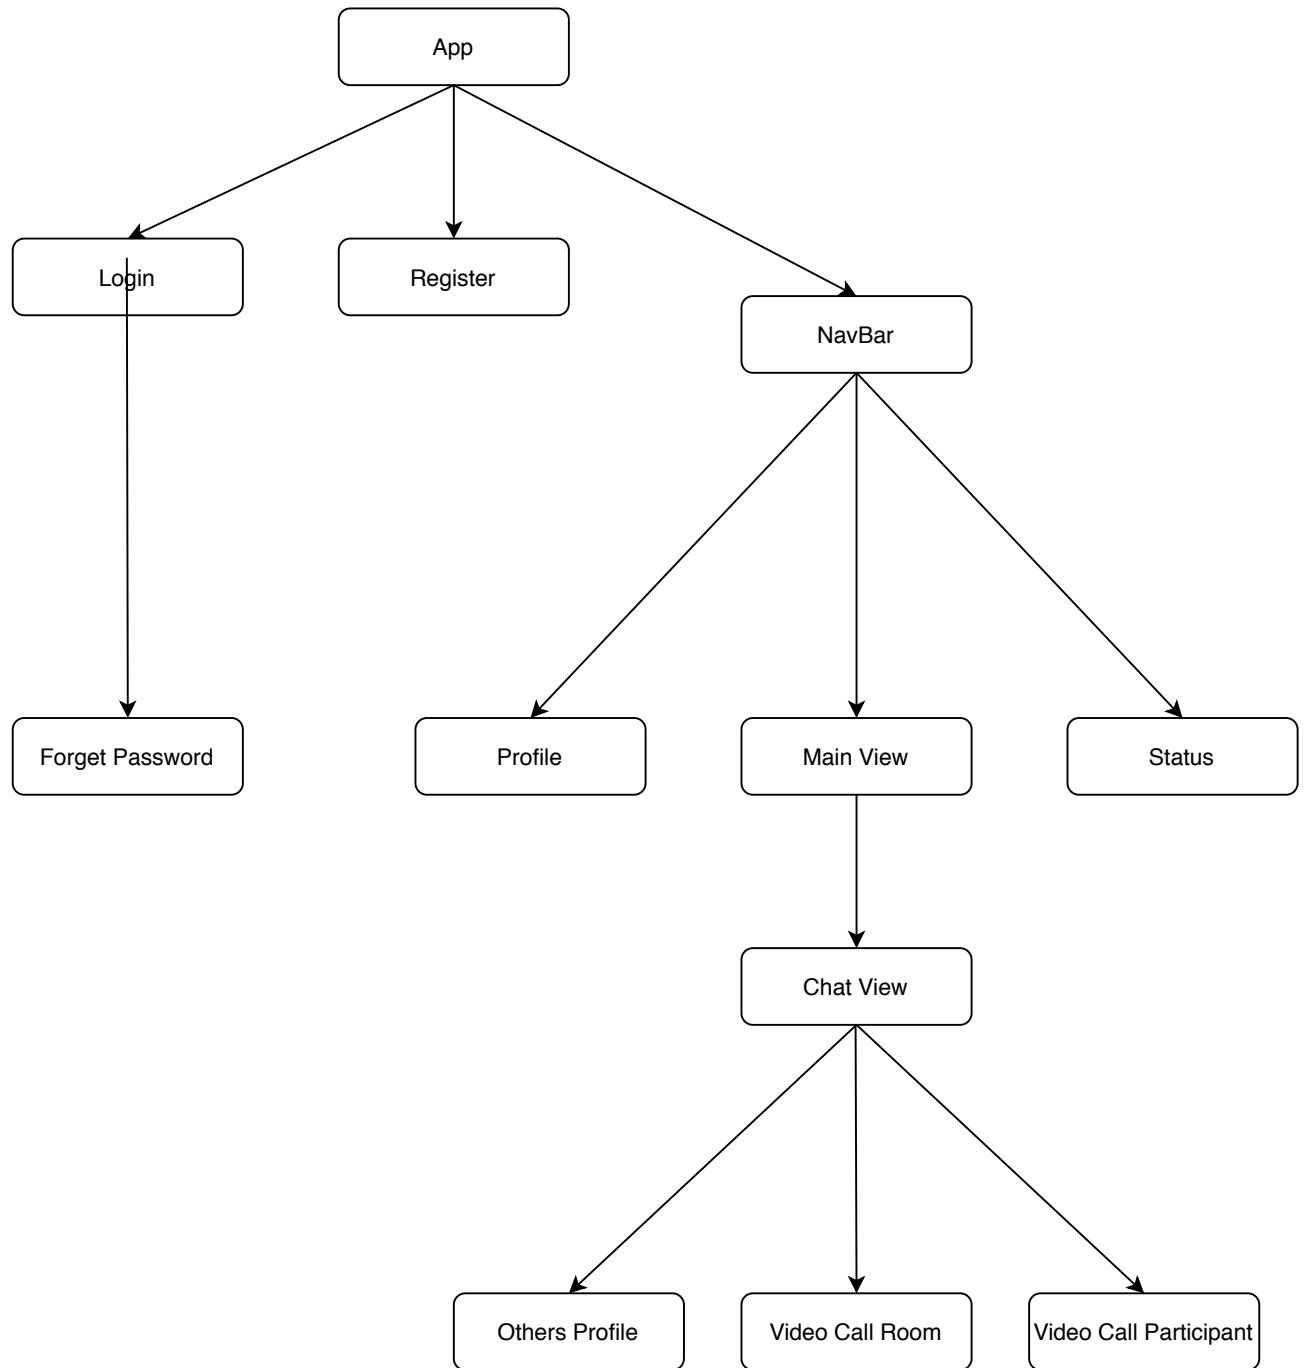 App
Login
Register
NavBar
Forget Password
Profile
Main View
Status
Chat View
Others Profile
Video Call Room
Video Call Participant